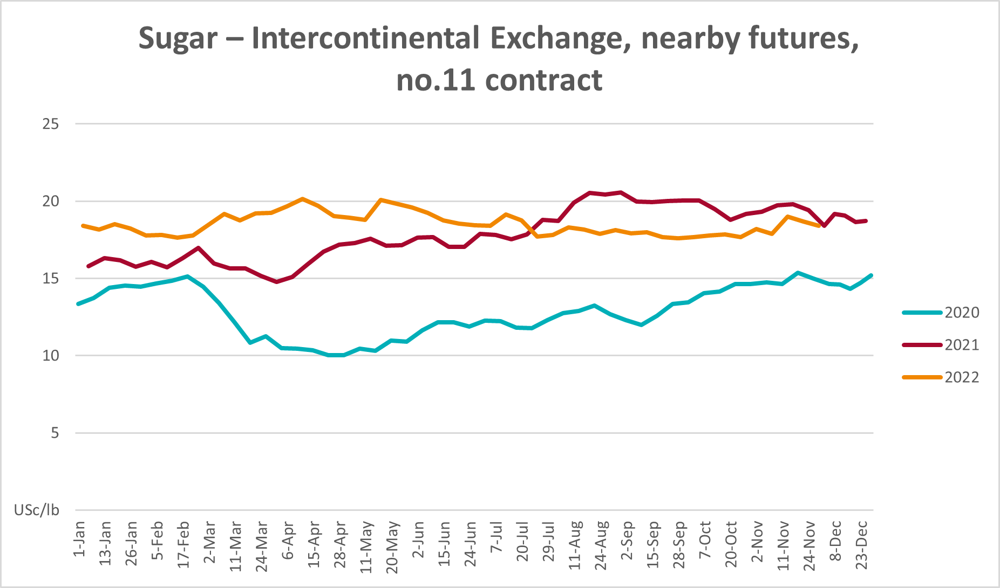 Sugar – Intercontinental Exchange, nearby futures,
no.11 contract
25
20
15
10
5
USc/lb
1-Jan
13-Jan
26-Jan
5-Feb
17-Feb
2-Mar
11-Mar
24-Mar
6-Apr
15-Apr
28-Apr
11-May
20-May
2-Jun
15-Jun
24-Jun
7-Jul
20-Jul
29-Jul
11-Aug
24-Aug
2-Sep
15-Sep
28-Sep
7-Oct
20-Oct
2-Nov
11-Nov
24-Nov
8-Dec
23-Dec
2020
2021
2022